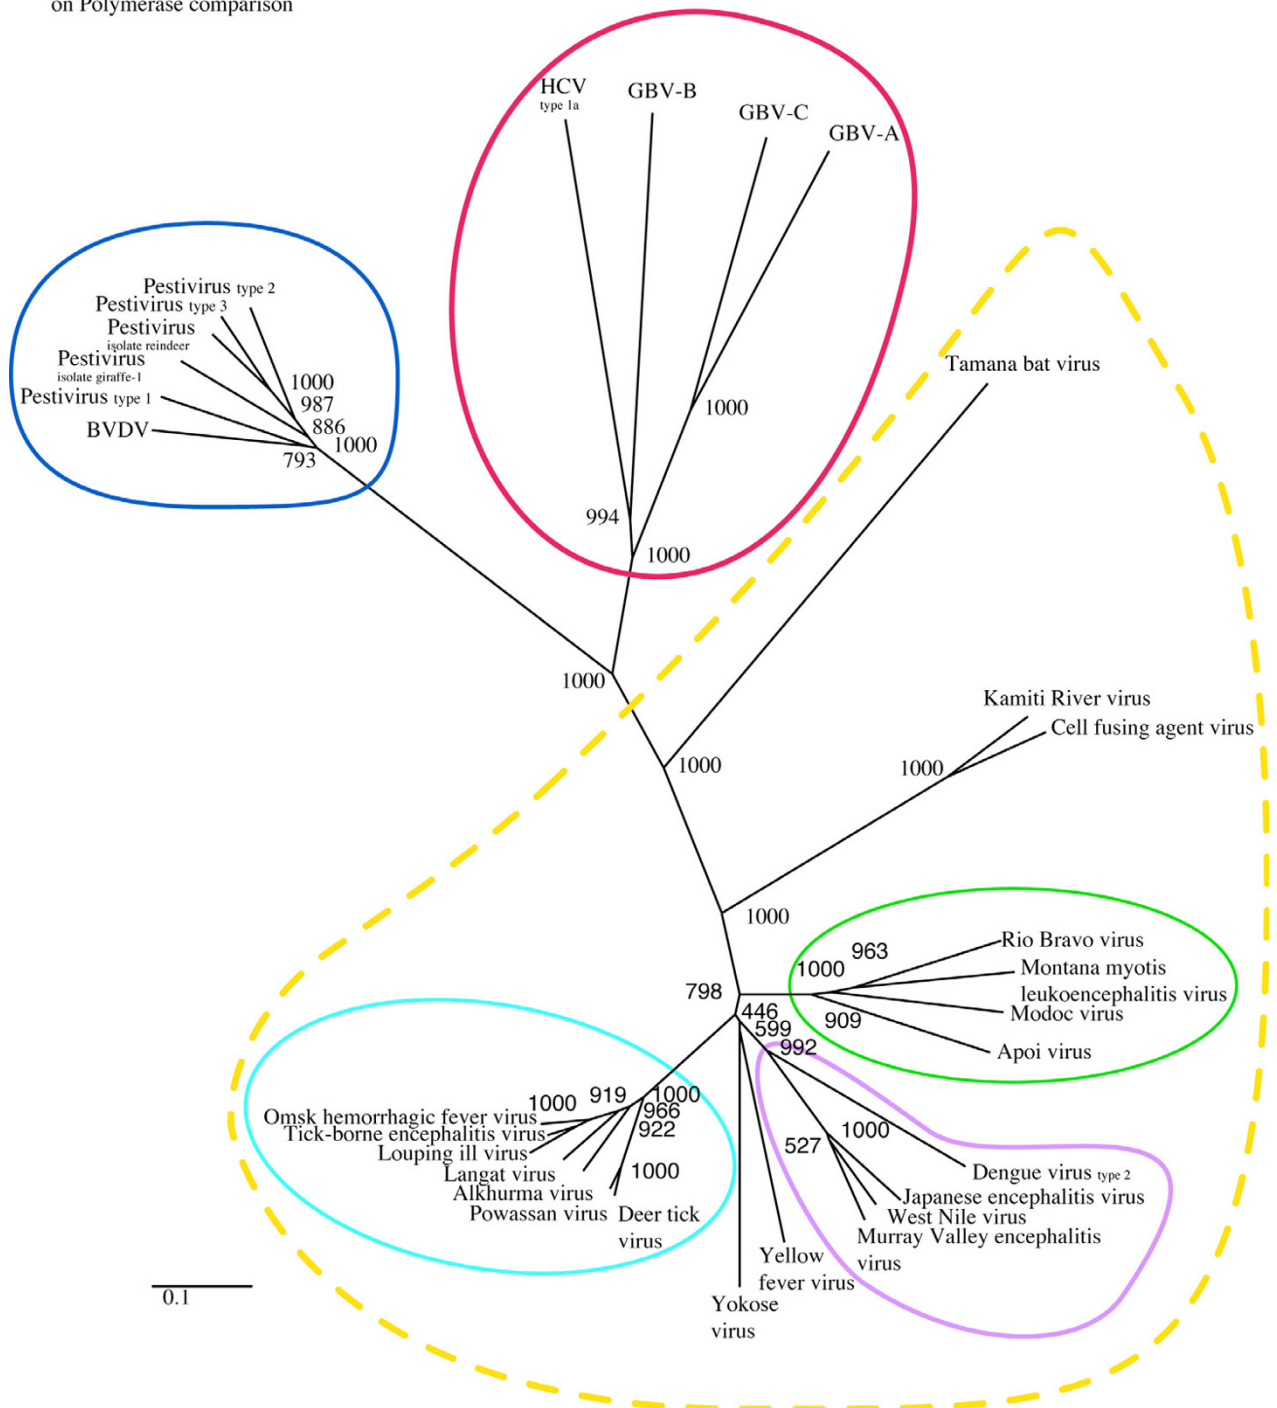 on Polymerase comparison
HCV
type 1a
GBV-B
GBV-C
GBV-A
Pestivirus type 2
Pestivirus type 3
Pestivirus
isolate reindeer
Pestivirus
isolate giraffe-1
Pestivirus type 1
BVDV
1000
987
886
1000
793
Tamana bat virus
1000
994
1000
1000
1000
Kamiti River virus
Cell fusing agent virus
1000
1000
Rio Bravo virus
963
1000
Montana myotis
leukoencephalitis virus
Modoc virus
909
Apoi virus
798
446
599
992
1000
919
1000
966
922
Omsk hemorrhagic fever virus
Tick-borne encephalitis virus
Louping ill virus
Langat virus
Alkhurma virus
Powassan virus
1000
Deer tick
virus
527
1000
Dengue virus type 2
Japanese encephalitis virus
West Nile virus
Murray Valley encephalitis
virus
Yellow
fever virus
Yokose
virus
0.1